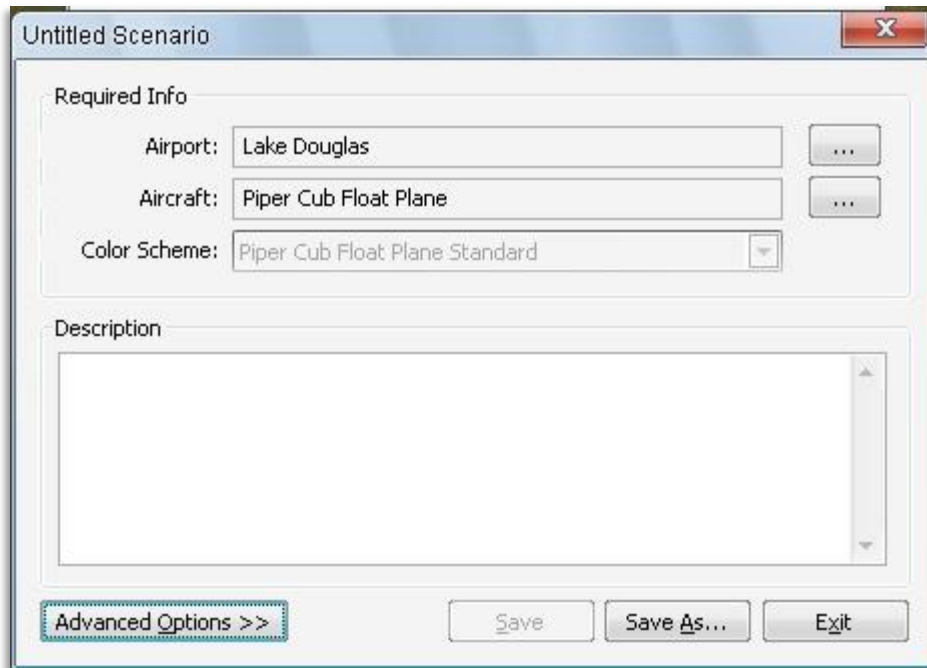 Untitled Scenario
Required Info
Airport: Lake Douglas ...
Aircraft: Piper Cub Float Plane ...
Color Scheme: Piper Cub Float Plane Standard
Description
Advanced Options >> Save Save As... Exit